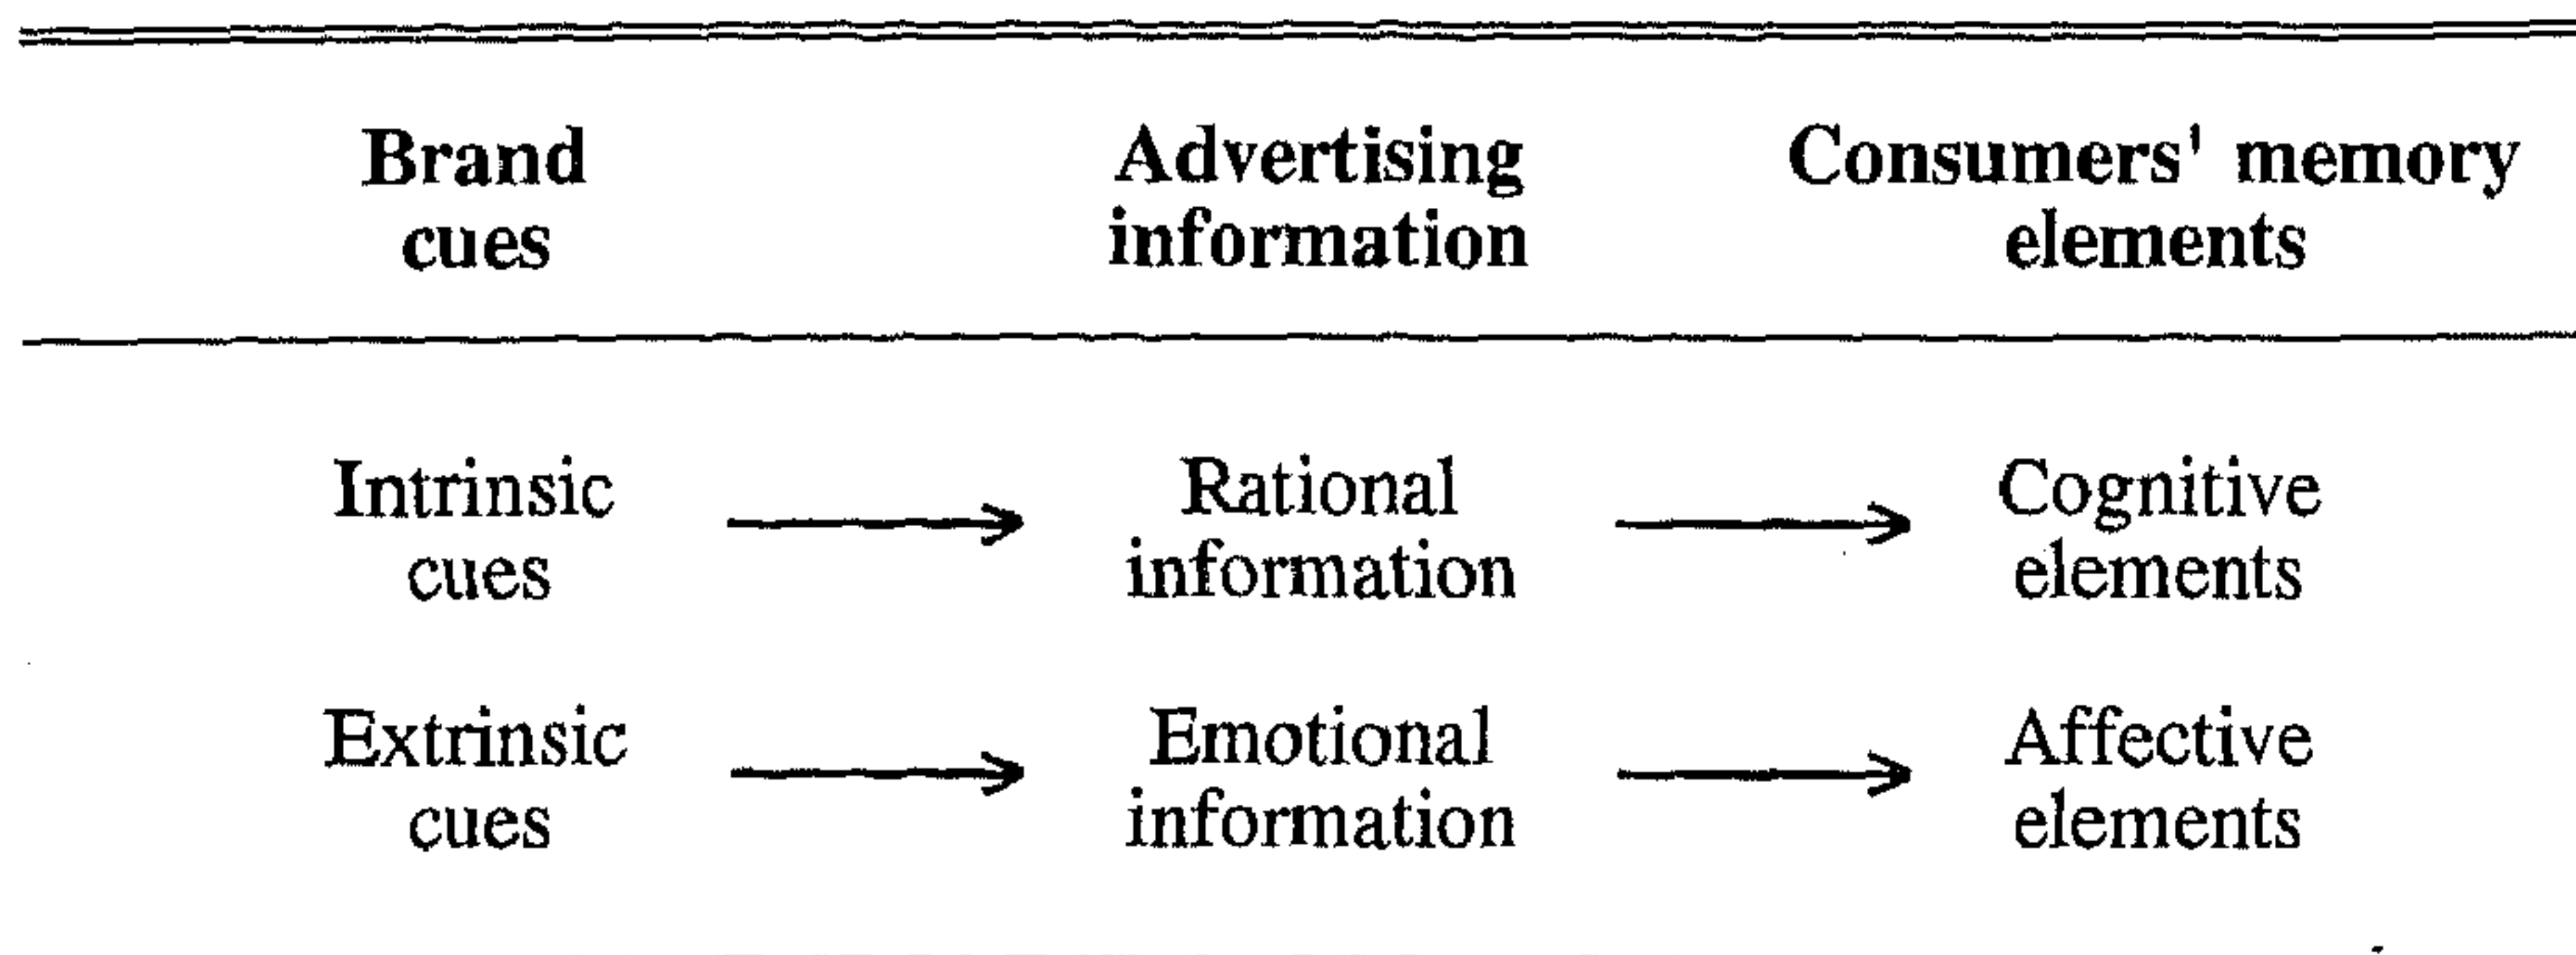 Brand Advertising Consumers' memory
cues information elements
Intrinsic Rational Cognitive
cues information elements
Extrinsic Emotional Affective
cues information elements